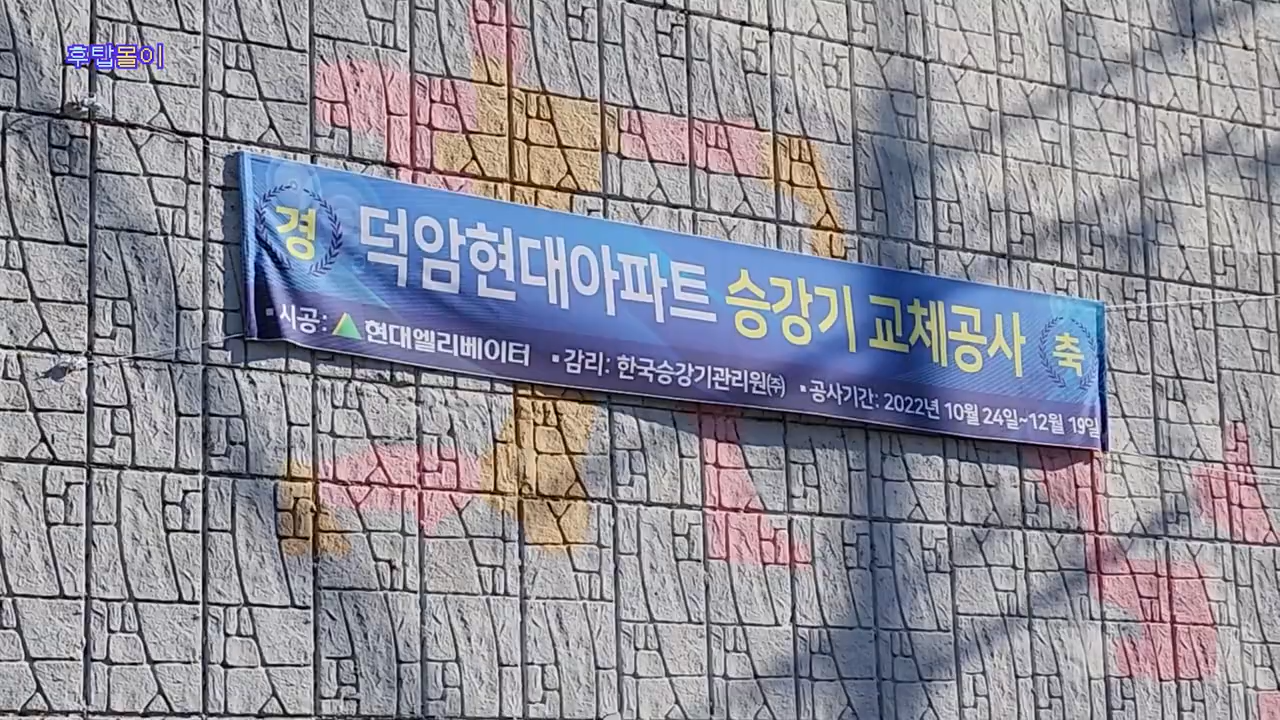 후탑몰이
경 덕암현대아파트 승강기 교체공사 축
▪시공: 현대엘리베이터 ▪감리: 한국승강기관리원㈜ ▪공사기간: 2022년 10월 24일~12월 19일